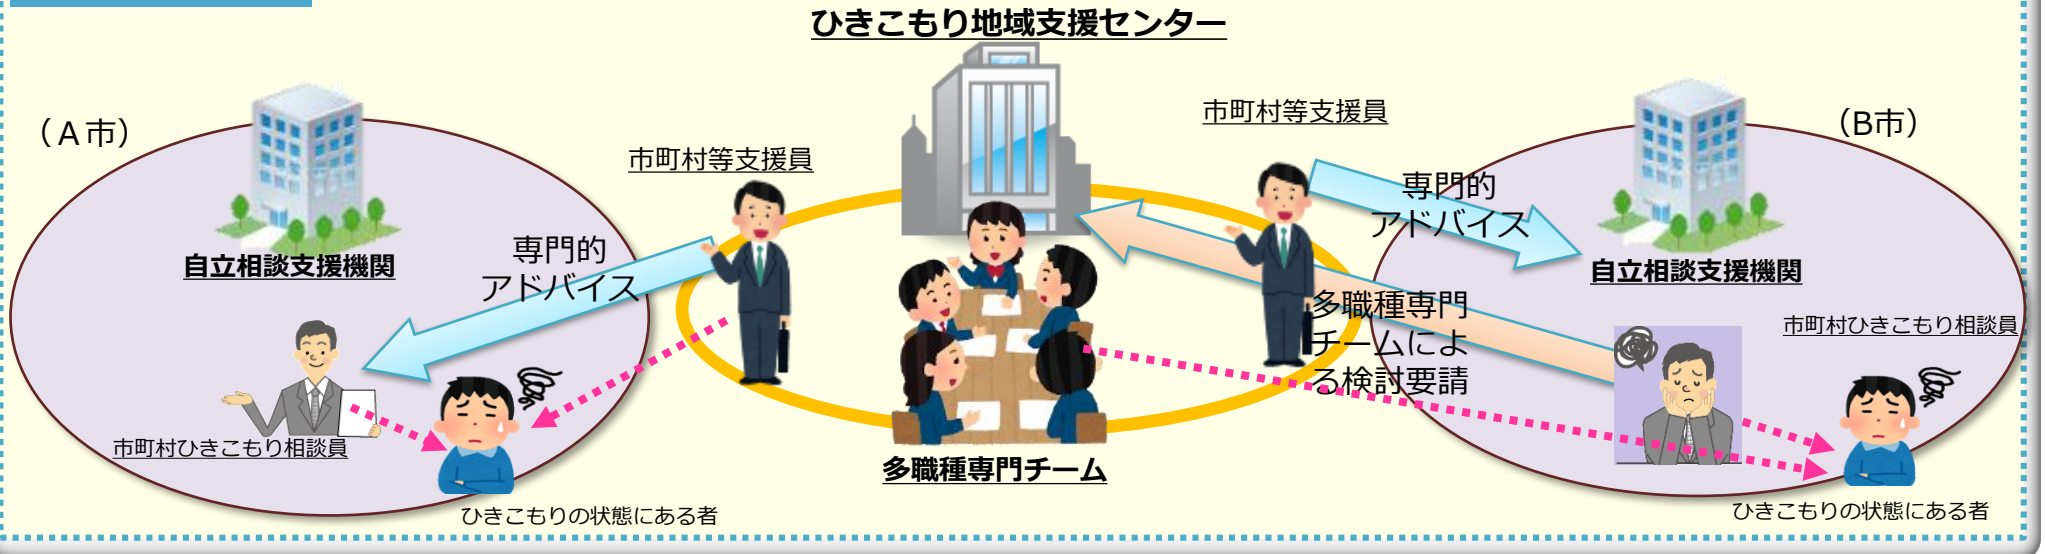 ひきこもり地域支援センター
（Ａ市）
市町村等支援員
専門的
アドバイス
自立相談支援機関
市町村ひきこもり相談員
ひきこもりの状態にある者
多職種専門チーム
市町村等支援員
（B市）
専門的
アドバイス
自立相談支援機関
多職種専門
チームによ
る検討要請
市町村ひきこもり相談員
ひきこもりの状態にある者